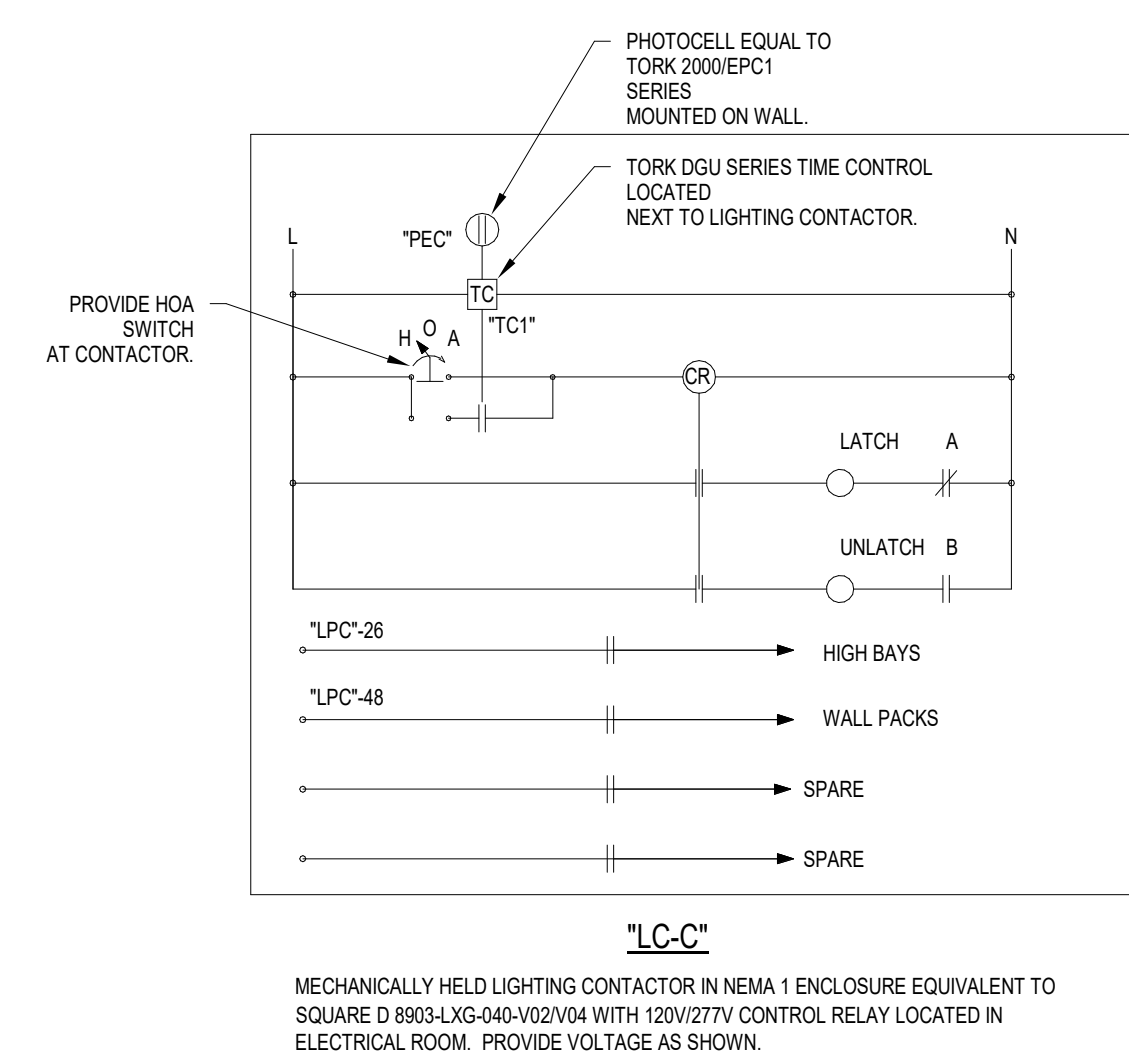 PHOTOCELL EQUAL TO
TORK 2000/EPC1
SERIES
MOUNTED ON WALL.
TORK DGU SERIES TIME CONTROL
LOCATED
NEXT TO LIGHTING CONTACTOR.
L
"PEC"
N
TC
"TC1"
PROVIDE HOA
SWITCH
AT CONTACTOR.
H O A
CR
LATCH A
UNLATCH B
"LPC"-26
HIGH BAYS
"LPC"-48
WALL PACKS
SPARE
SPARE
"LC-C"
MECHANICALLY HELD LIGHTING CONTACTOR IN NEMA 1 ENCLOSURE EQUIVALENT TO
SQUARE D 8903-LXG-040-V02/V04 WITH 120V/277V CONTROL RELAY LOCATED IN
ELECTRICAL ROOM. PROVIDE VOLTAGE AS SHOWN.